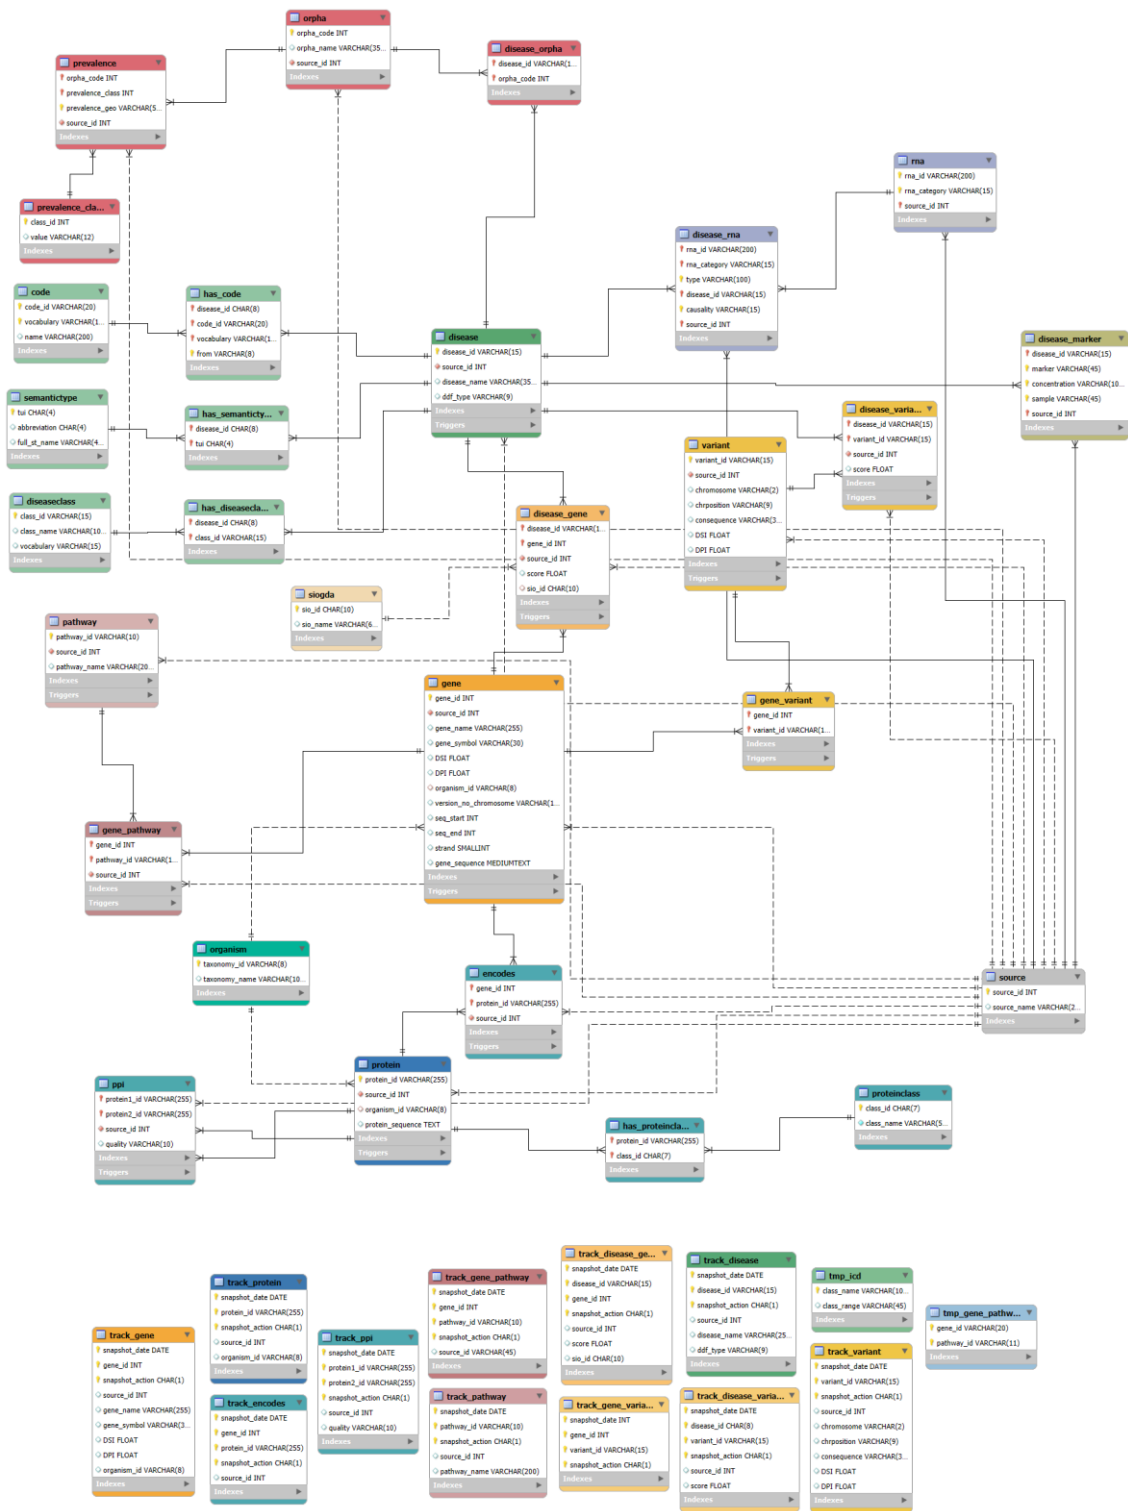 orpha
orpha_code INT
orpha_name VARCHAR(35...
source_id INT
Indexes
disease_orpha
disease_id VARCHAR(1...
orpha_code INT
Indexes
prevalence
orpha_code INT
prevalence_class INT
prevalence_geo VARCHAR(5...
source_id INT
Indexes
prevalence_cla...
class_id INT
value VARCHAR(12)
Indexes
rna
rna_id VARCHAR(200)
rna_category VARCHAR(15)
source_id INT
Indexes
disease_rna
rna_id VARCHAR(200)
rna_category VARCHAR(15)
type VARCHAR(100)
disease_id VARCHAR(15)
causality VARCHAR(15)
source_id INT
Indexes
code
code_id VARCHAR(20)
vocabulary VARCHAR(1...
name VARCHAR(200)
Indexes
has_code
disease_id CHAR(8)
code_id VARCHAR(20)
vocabulary VARCHAR(1...
from VARCHAR(8)
Indexes
disease
disease_id VARCHAR(15)
source_id INT
disease_name VARCHAR(35...
ddf_type VARCHAR(9)
Indexes
Triggers
disease_marker
disease_id VARCHAR(15)
marker VARCHAR(45)
concentration VARCHAR(10...
sample VARCHAR(45)
source_id INT
Indexes
semantictype
tui CHAR(4)
abbreviation CHAR(4)
full_st_name VARCHAR(4...
Indexes
has_semanticty...
disease_id CHAR(8)
tui CHAR(4)
Indexes
disease_varia...
disease_id VARCHAR(15)
variant_id VARCHAR(15)
source_id INT
score FLOAT
Indexes
Triggers
variant
variant_id VARCHAR(15)
source_id INT
chromosome VARCHAR(2)
chrposition VARCHAR(9)
consequence VARCHAR(3...
DSI FLOAT
DPI FLOAT
Indexes
Triggers
diseaseclass
class_id VARCHAR(15)
class_name VARCHAR(10...
vocabulary VARCHAR(15)
Indexes
has_diseasecla...
disease_id CHAR(8)
class_id VARCHAR(15)
Indexes
disease_gene
disease_id VARCHAR(1...
gene_id INT
source_id INT
score FLOAT
sio_id CHAR(10)
Indexes
Triggers
siogda
sio_id CHAR(10)
sio_name VARCHAR(6...
Indexes
pathway
pathway_id VARCHAR(10)
source_id INT
pathway_name VARCHAR(20...
Indexes
Triggers
gene
gene_id INT
source_id INT
gene_name VARCHAR(255)
gene_symbol VARCHAR(30)
DSI FLOAT
DPI FLOAT
organism_id VARCHAR(8)
version_no_chromosome VARCHAR(1...
seq_start INT
seq_end INT
strand SMALLINT
gene_sequence MEDIUMTEXT
Indexes
Triggers
gene_variant
gene_id INT
variant_id VARCHAR(1...
Indexes
Triggers
gene_pathway
gene_id INT
pathway_id VARCHAR(1...
source_id INT
Indexes
Triggers
organism
taxonomy_id VARCHAR(8)
taxonomy_name VARCHAR(10...
Indexes
encodes
gene_id INT
protein_id VARCHAR(255)
source_id INT
Indexes
Triggers
source
source_id INT
source_name VARCHAR(2...
Indexes
protein
protein_id VARCHAR(255)
source_id INT
organism_id VARCHAR(8)
protein_sequence TEXT
Indexes
Triggers
ppi
protein1_id VARCHAR(255)
protein2_id VARCHAR(255)
source_id INT
quality VARCHAR(10)
Indexes
Triggers
has_proteincla...
protein_id VARCHAR(255)
class_id CHAR(7)
Indexes
proteinclass
class_id CHAR(7)
class_name VARCHAR(5...
Indexes
track_gene
snapshot_date DATE
gene_id INT
snapshot_action CHAR(1)
source_id INT
gene_name VARCHAR(255)
gene_symbol VARCHAR(3...
DSI FLOAT
DPI FLOAT
organism_id VARCHAR(8)
Indexes
track_protein
snapshot_date DATE
protein_id VARCHAR(255)
snapshot_action CHAR(1)
source_id INT
organism_id VARCHAR(8)
Indexes
track_encodes
snapshot_date DATE
gene_id INT
protein_id VARCHAR(255)
snapshot_action CHAR(1)
source_id INT
Indexes
track_ppi
snapshot_date DATE
protein1_id VARCHAR(255)
protein2_id VARCHAR(255)
snapshot_action CHAR(1)
source_id INT
quality VARCHAR(10)
Indexes
track_gene_pathway
snapshot_date DATE
gene_id INT
pathway_id VARCHAR(10)
snapshot_action CHAR(1)
source_id VARCHAR(45)
Indexes
track_pathway
snapshot_date DATE
pathway_id VARCHAR(10)
snapshot_action CHAR(1)
source_id INT
pathway_name VARCHAR(200)
Indexes
track_disease_ge...
snapshot_date DATE
disease_id VARCHAR(15)
gene_id INT
snapshot_action CHAR(1)
source_id INT
score FLOAT
sio_id CHAR(10)
Indexes
track_gene_varia...
snapshot_date INT
gene_id INT
variant_id VARCHAR(15)
snapshot_action CHAR(1)
Indexes
track_disease
snapshot_date DATE
disease_id VARCHAR(15)
snapshot_action CHAR(1)
source_id INT
disease_name VARCHAR(25...
ddf_type VARCHAR(9)
Indexes
track_disease_varia...
snapshot_date DATE
disease_id CHAR(8)
variant_id VARCHAR(15)
snapshot_action CHAR(1)
source_id INT
score FLOAT
Indexes
tmp_icd
class_name VARCHAR(10...
class_range VARCHAR(45)
Indexes
track_variant
snapshot_date DATE
variant_id VARCHAR(15)
snapshot_action CHAR(1)
source_id INT
chromosome VARCHAR(2)
chrposition VARCHAR(9)
consequence VARCHAR(3...
DSI FLOAT
DPI FLOAT
Indexes
tmp_gene_pathw...
gene_id VARCHAR(20)
pathway_id VARCHAR(11)
Indexes